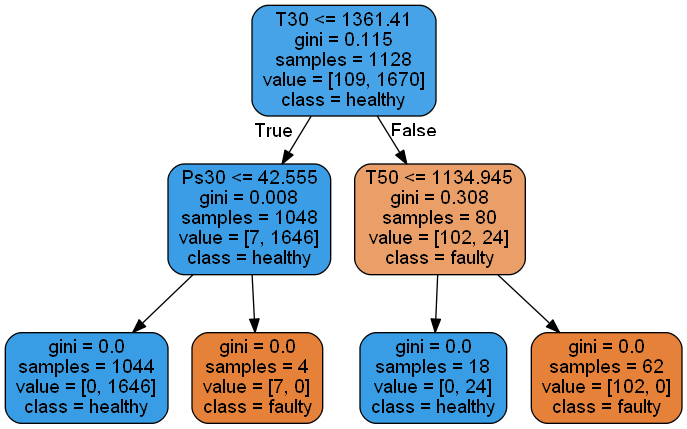 T30 <= 1361.41
gini = 0.115
samples = 1128
value = [109, 1670]
class = healthy
True
False
Ps30 <= 42.555
gini = 0.008
samples = 1048
value = [7, 1646]
class = healthy
T50 <= 1134.945
gini = 0.308
samples = 80
value = [102, 24]
class = faulty
gini = 0.0
samples = 1044
value = [0, 1646]
class = healthy
gini = 0.0
samples = 4
value = [7, 0]
class = faulty
gini = 0.0
samples = 18
value = [0, 24]
class = healthy
gini = 0.0
samples = 62
value = [102, 0]
class = faulty